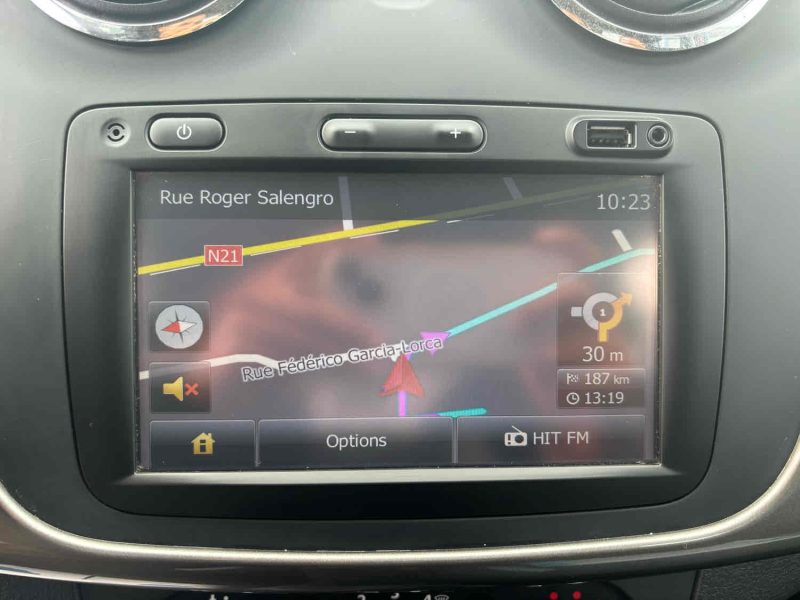 Rue Roger Salengro
10:23
N21
1
30 m
Rue Fédérico Garcia-Lorca
187 km
13:19
Options
HIT FM